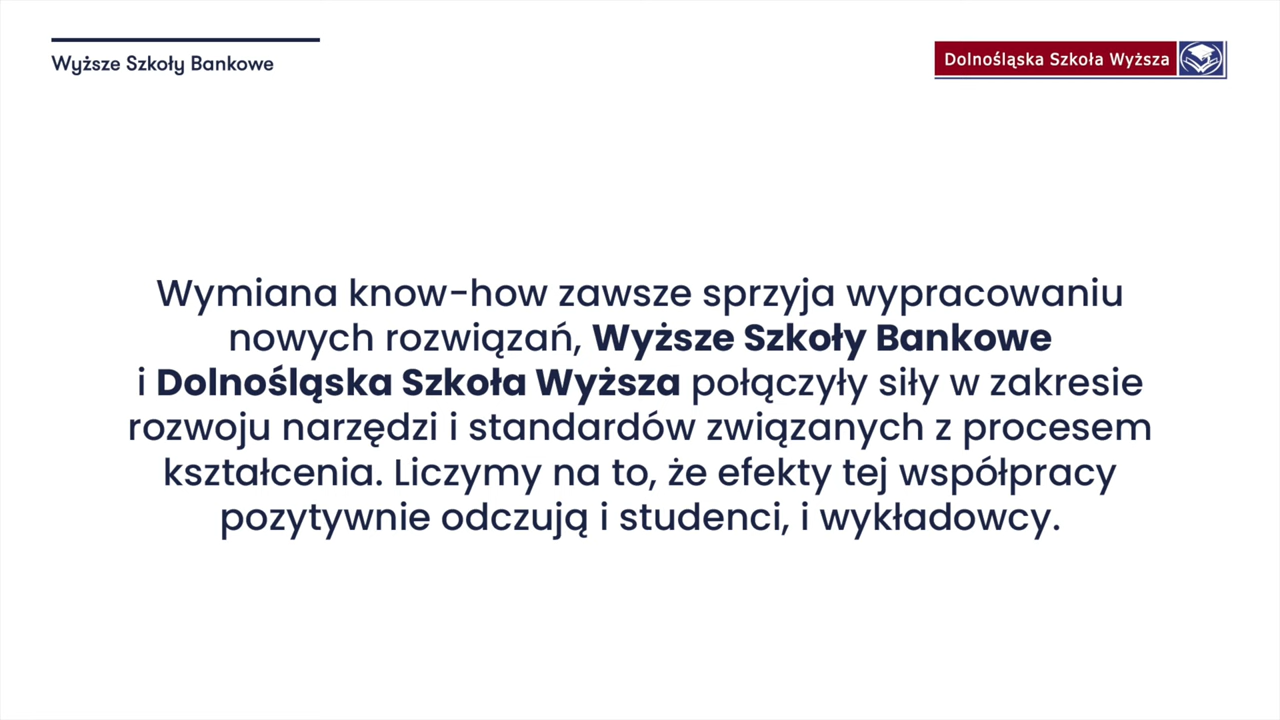 Wyższe Szkoły Bankowe
Dolnośląska Szkoła Wyższa
Wymiana know-how zawsze sprzyja wypracowaniu
nowych rozwiązań, Wyższe Szkoły Bankowe
i Dolnośląska Szkoła Wyższa połączyły siły w zakresie
rozwoju narzędzi i standardów związanych z procesem
kształcenia. Liczymy na to, że efekty tej współpracy
pozytywnie odczują i studenci, i wykładowcy.